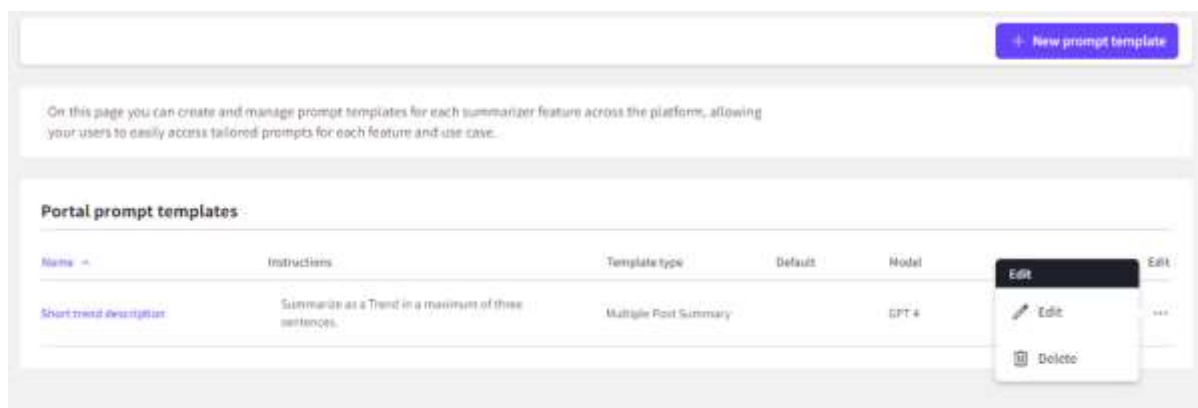 + New prompt template
On this page you can create and manage prompt templates for each summarizer feature across the platform, allowing
your users to easily access tailored prompts for each feature and use case.
Portal prompt templates
Name Instructions Template type Default Model Edit Edit
Short trend description Summarize as a Trend in a maximum of three
sentences. Multiple Post Summary GPT 4 Edit ...
Delete